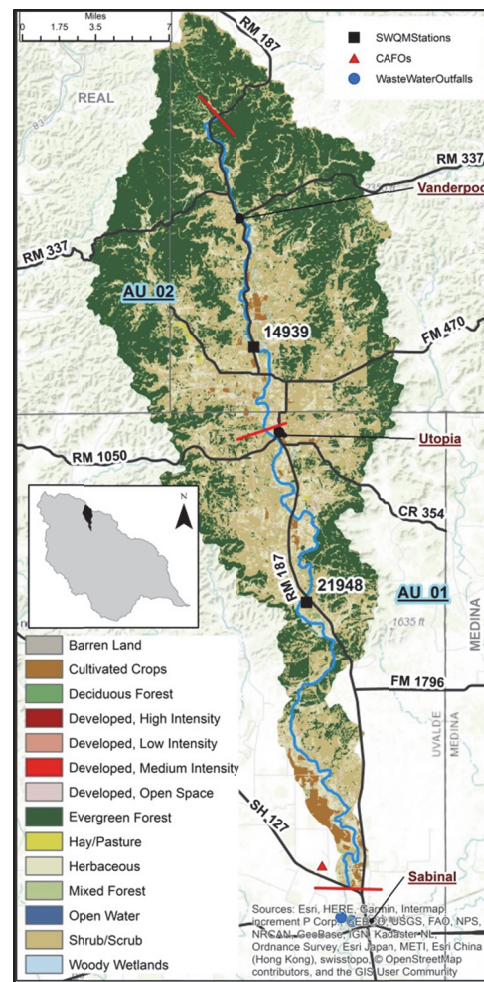 Miles
0 1.75 3.5 7
RM 187
SWQMStations
CAFOs
WasteWaterOutfalls
REAL
RM 337
Vanderpoo
RM 337
AU 02
14939
FM 470
Utopia
RM 1050
CR 354
N
RM 187
21948
AU 01
1635 ft
MEDINA
FM 1796
UVALDE
MEDINA
Barren Land
Cultivated Crops
Deciduous Forest
Developed, High Intensity
Developed, Low Intensity
Developed, Medium Intensity
Developed, Open Space
Evergreen Forest
Hay/Pasture
Herbaceous
Mixed Forest
Open Water
Shrub/Scrub
Woody Wetlands
SH 127
Sabinal
Sources: Esri, HERE, Garmin, Intermap,
increment P Corp., GEBCO, USGS, FAO, NPS,
NRCAN, GeoBase, IGN, Kadaster NL,
Ordnance Survey, Esri Japan, METI, Esri China
(Hong Kong), swisstopo, © OpenStreetMap
contributors, and the GIS User Community